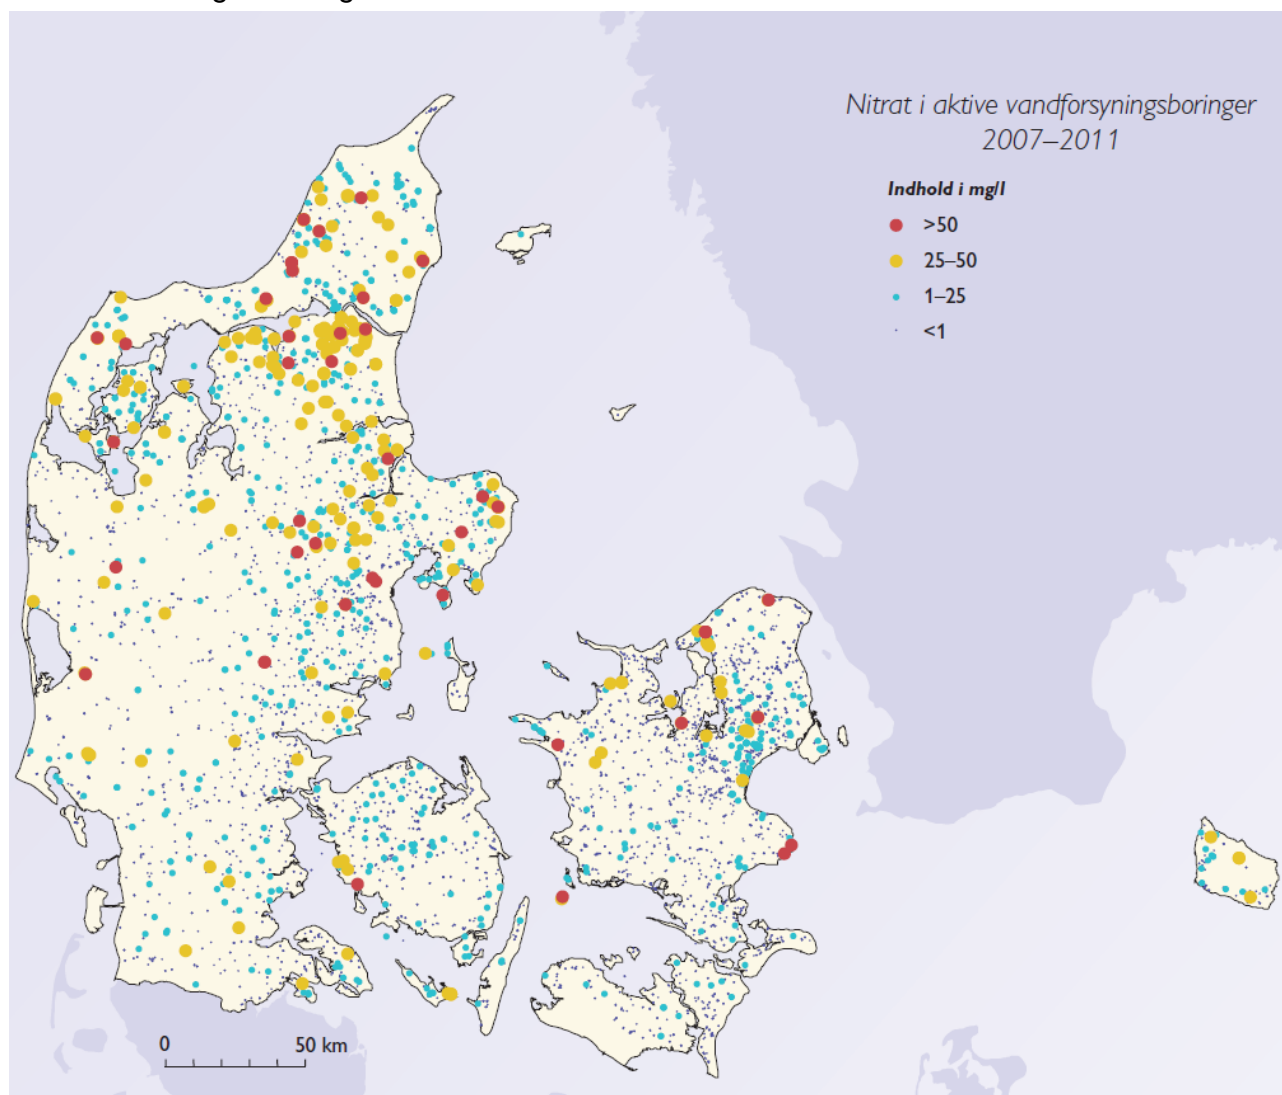 Nitrat i aktive vandforsyningsboringer
2007–2011
Indhold i mg/l
>50
25–50
1–25
<1
0 50 km